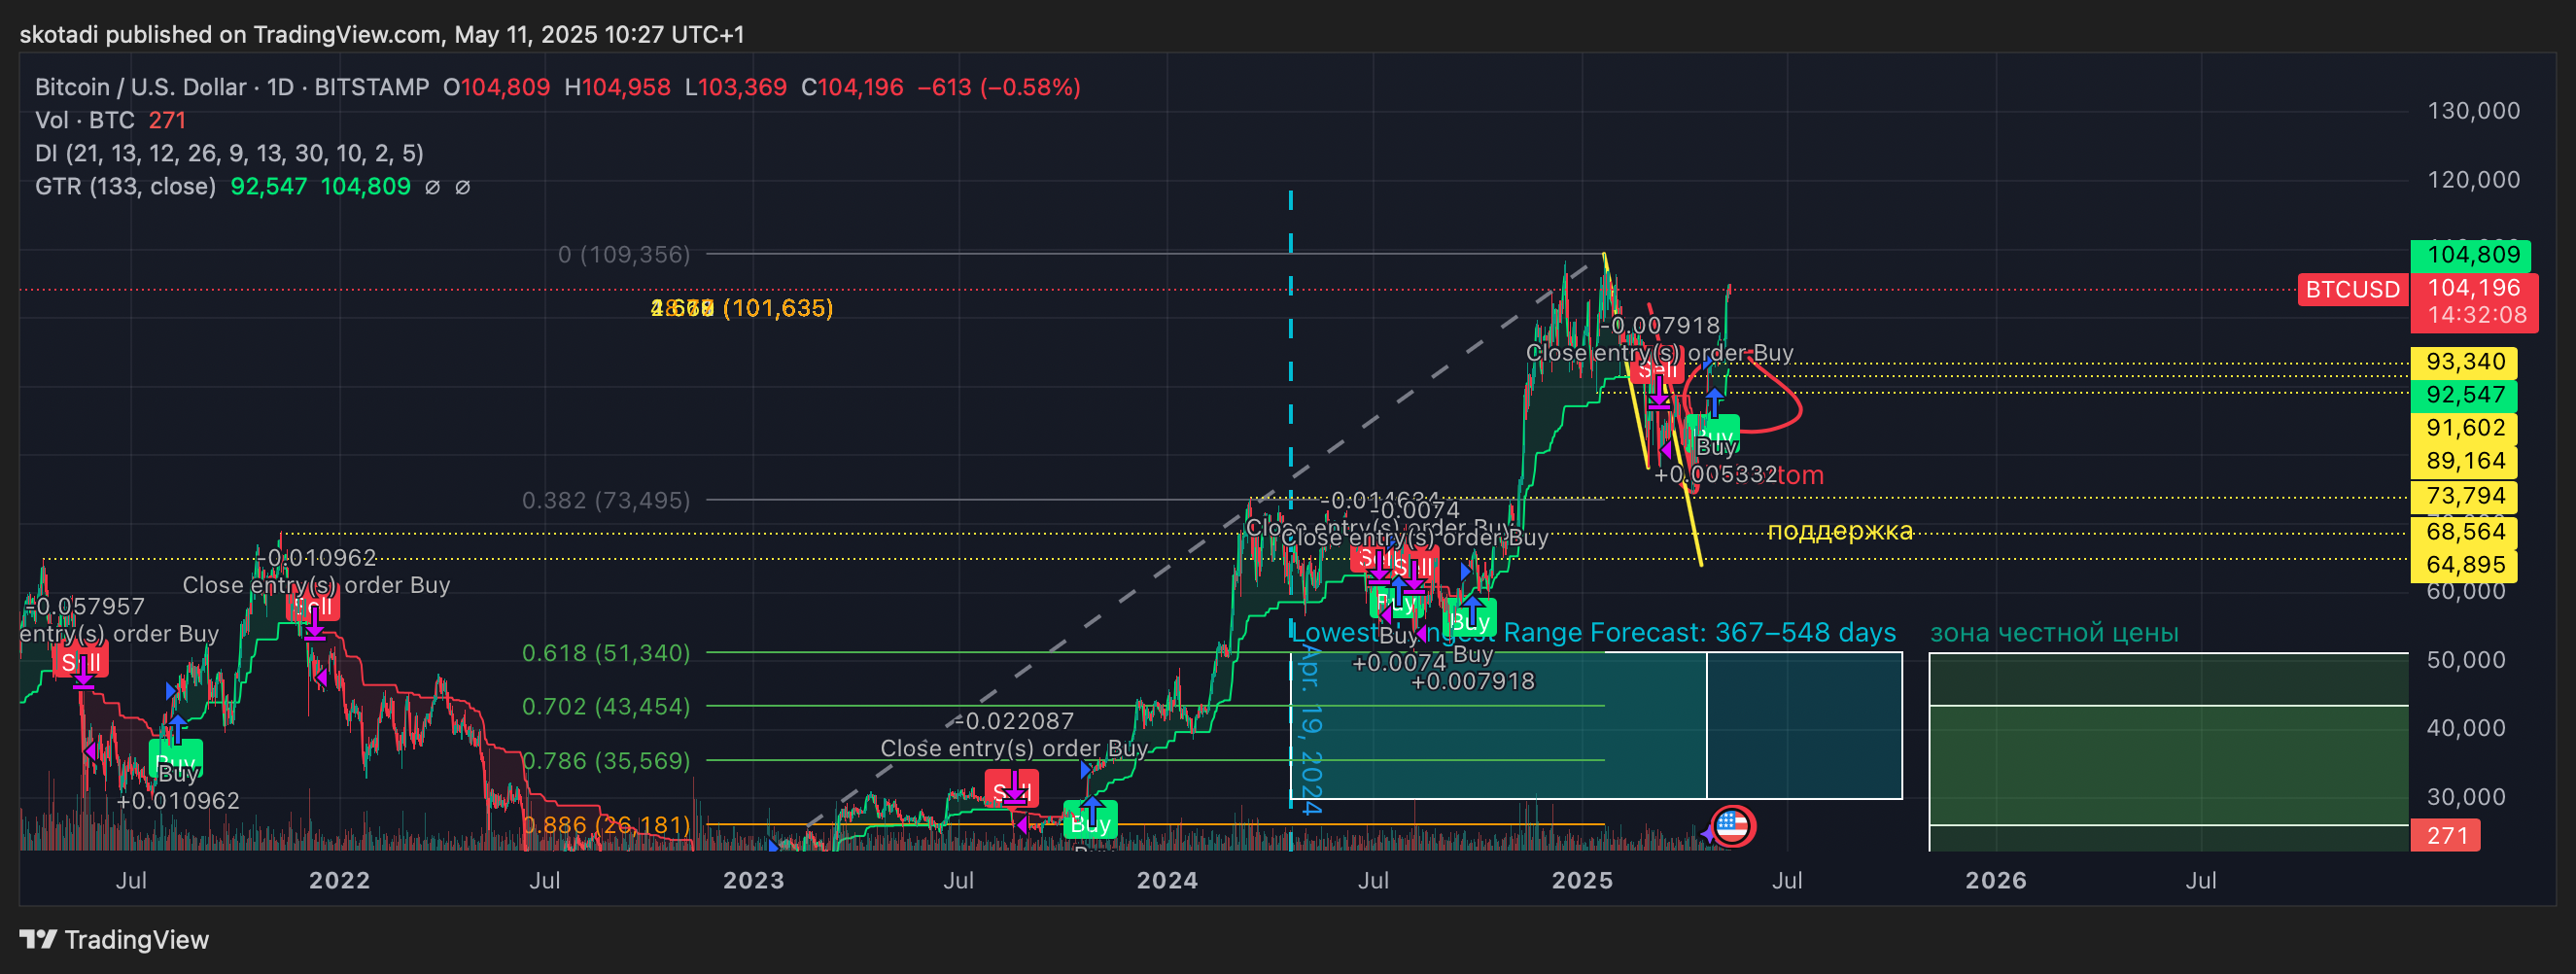 skotadi published on TradingView.com, May 11, 2025 10:27 UTC+1
Bitcoin / U.S. Dollar · 1D · BITSTAMP O104,809 H104,958 L103,369 C104,196 −613 (−0.58%)
Vol · BTC 271
DI (21, 13, 12, 26, 9, 13, 30, 10, 2, 5)
GTR (133, close) 92,547 104,809 ∅ ∅
130,000
120,000
0 (109,356)
104,809
BTCUSD 104,196
14:32:08
(101,635)
-0.007918
Close entry(s) order Buy
Sell
93,340
92,547
91,602
Buy
Buy
89,164
+0.005332
0.382 (73,495)
73,794
-0.0074
Close entry(s) order Buy
Close entry(s) order Buy
поддержка
68,564
64,895
-0.010962
Close entry(s) order Buy
Sell
Sell
Sell
60,000
-0.057957
entry(s) order Buy
Sell
Buy
Buy
Buy
Range Forecast: 367–548 days
зона честной цены
Buy
+0.0074
+0.007918
0.618 (51,340)
50,000
Apr. 19, 2024
0.702 (43,454)
40,000
-0.022087
Close entry(s) order Buy
0.786 (35,569)
Buy
Buy
+0.010962
Sell
Buy
30,000
0.886 (26,181)
271
Jul 2022 Jul 2023 Jul 2024 Jul 2025 Jul 2026 Jul
TradingView